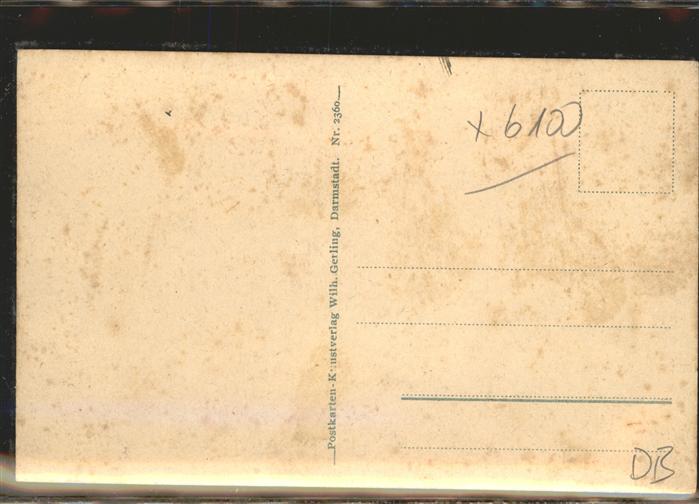 Postkarten-Kunstverlag Wilh. Gerling, Darmstadt. Nr. 2360.
x 6100
DB